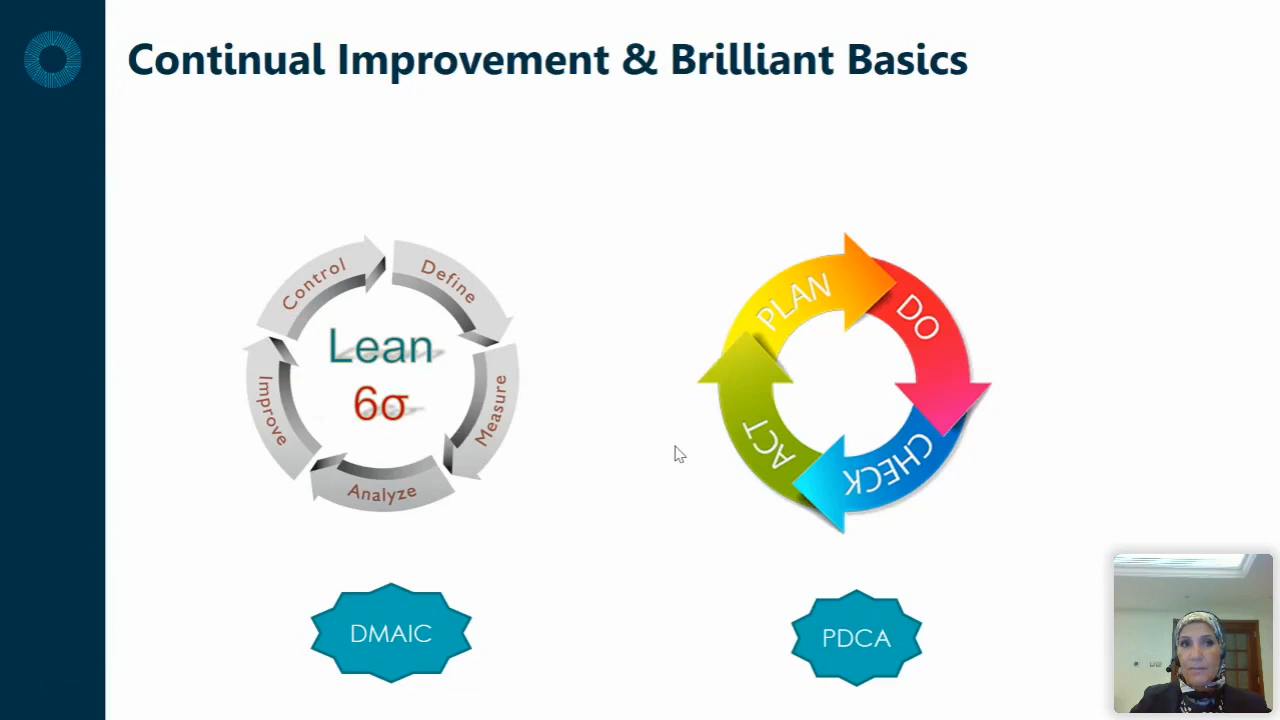 Continual Improvement & Brilliant Basics
Control
Define
Measure
Analyze
Improve
Lean
6σ
PLAN
DO
CHECK
ACT
DMAIC
PDCA